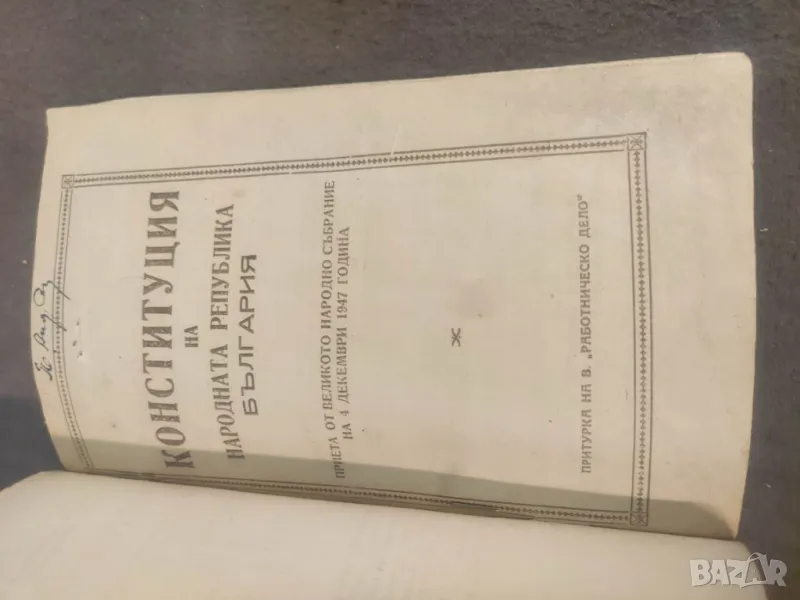 КОНСТИТУЦИЯ
НА
НАРОДНАТА РЕПУБЛИКА
БЪЛГАРИЯ
ПРИЕТА ОТ ВЕЛИКОТО НАРОДНО СЪБРАНИЕ
НА 4 ДЕКЕМВРИ 1947 ГОДИНА
ПРИТУРКА НА В. „РАБОТНИЧЕСКО ДЕЛО"
BAZAR